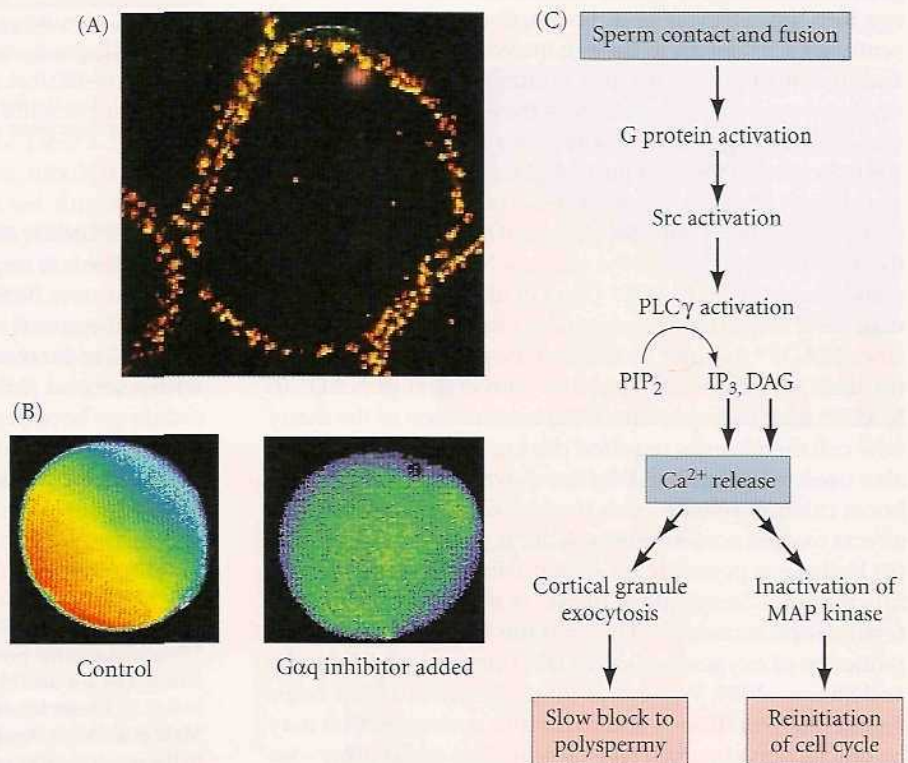 (A)
(B)
Control
Gαq inhibitor added
(C)
Sperm contact and fusion
G protein activation
Src activation
PLCγ activation
PIP₂
IP₃, DAG
Ca²⁺ release
Cortical granule
exocytosis
Inactivation of
MAP kinase
Slow block to
polyspermy
Reinitiation
of cell cycle